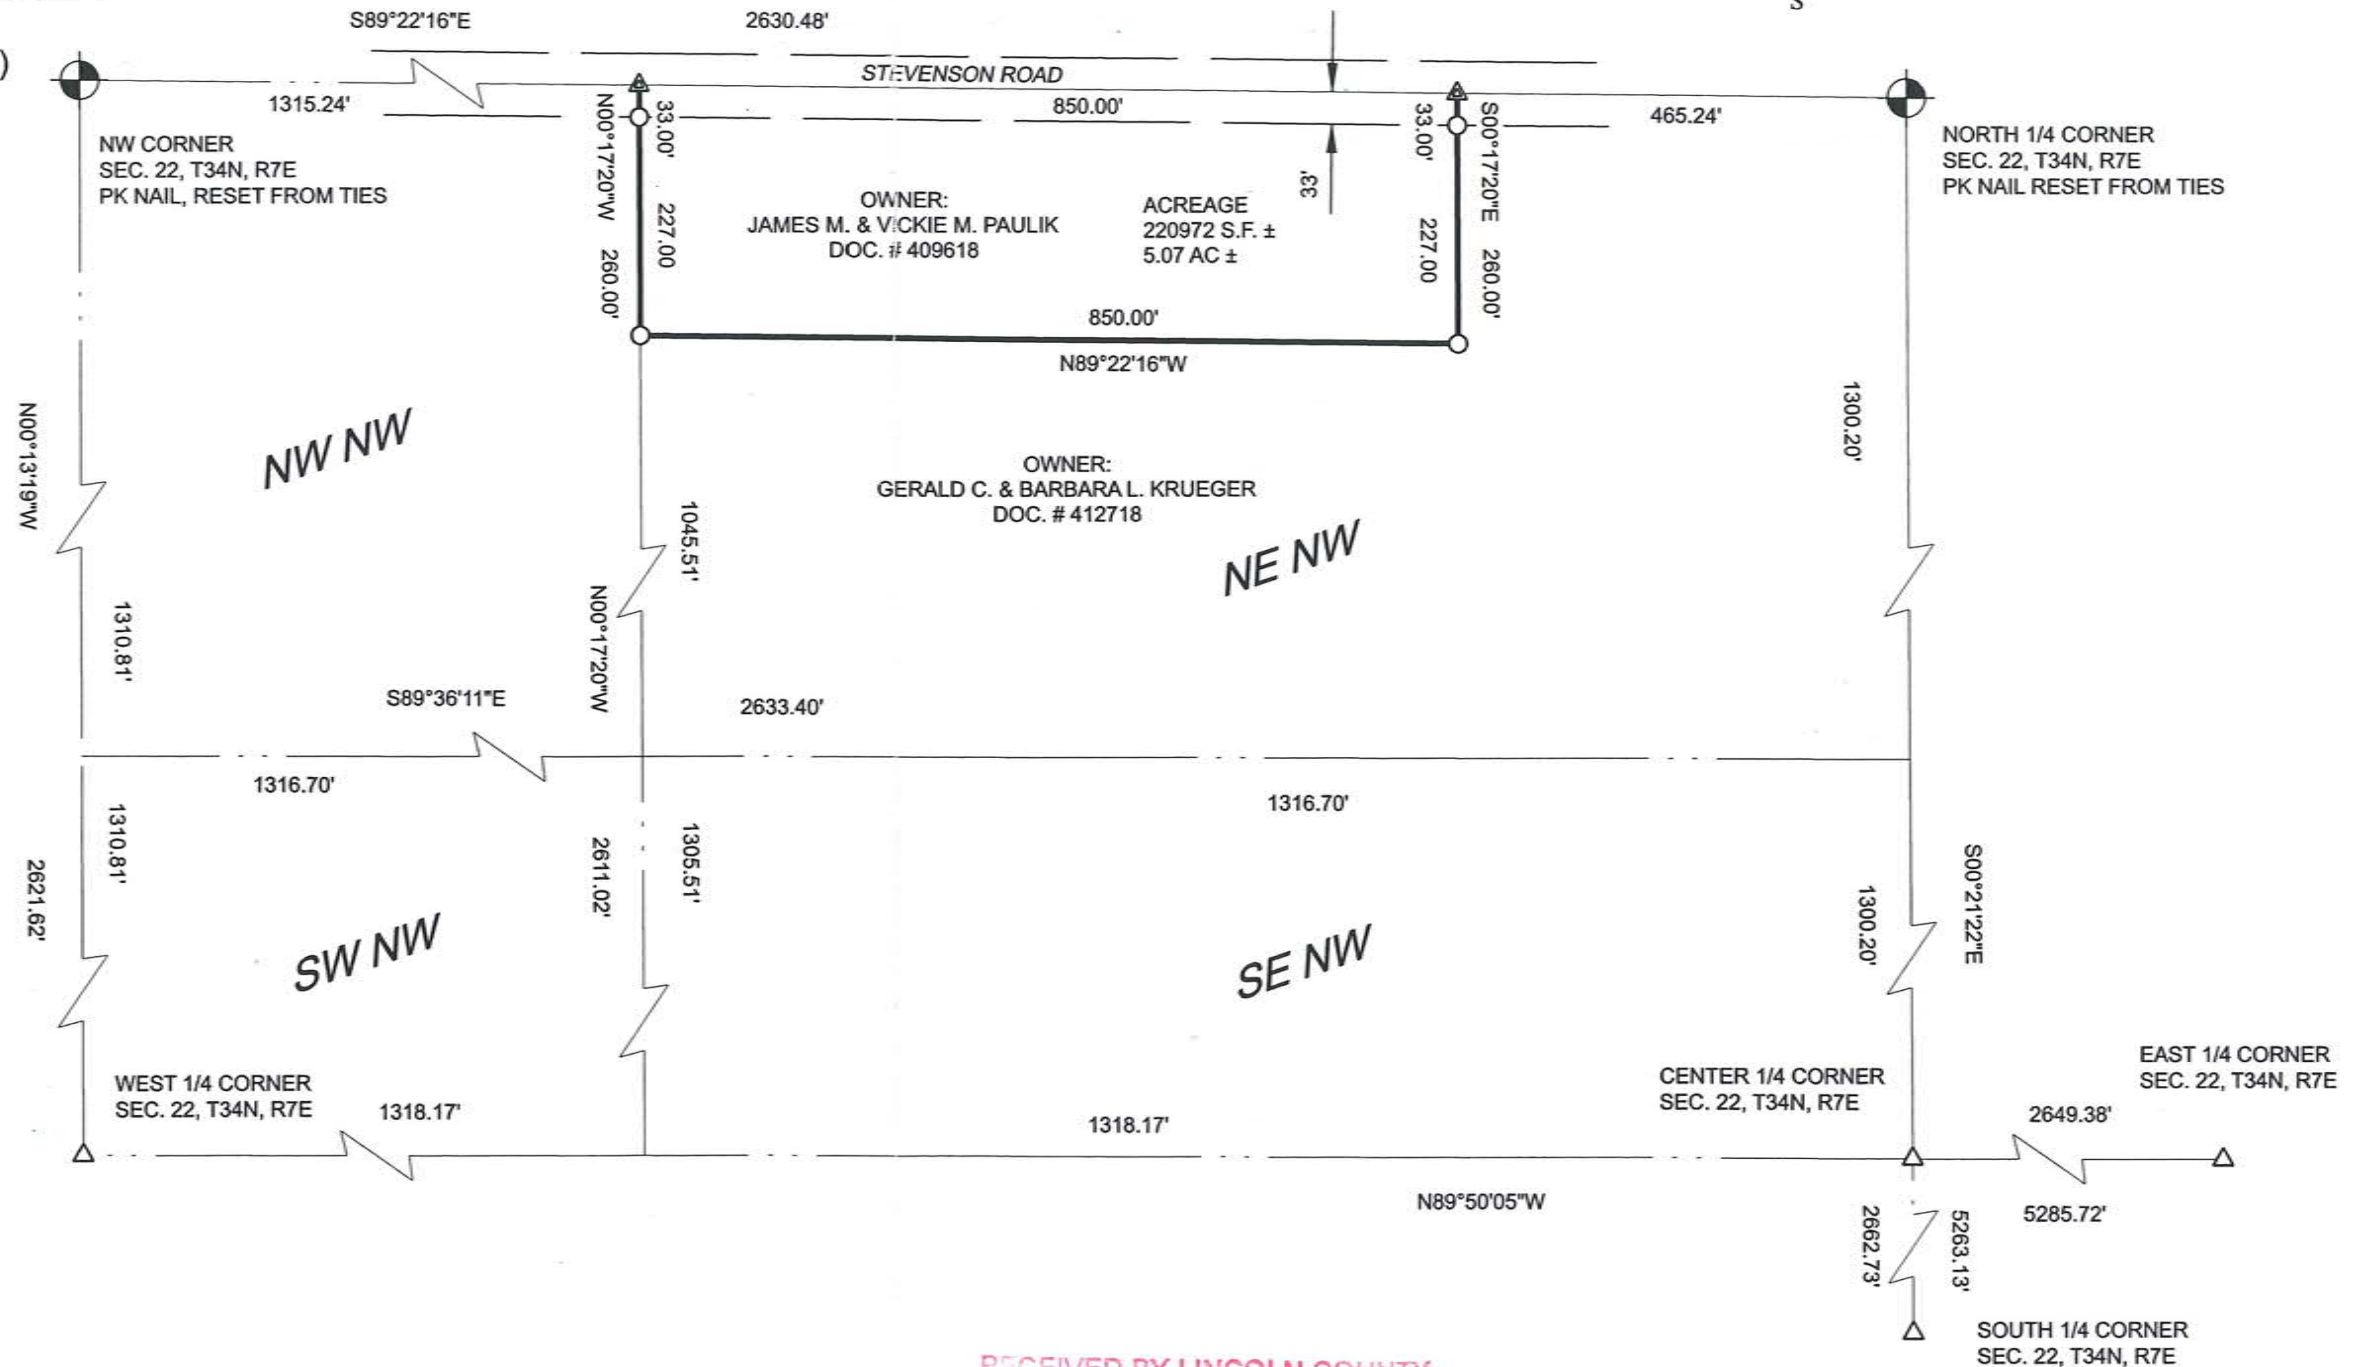 S89°22'16"E
2630.48'
S
)
STEVENSON ROAD
1315.24'
850.00'
465.24'
NW CORNER
SEC. 22, T34N, R7E
PK NAIL, RESET FROM TIES
N00°17'20"W 260.00'
33.00'
227.00
OWNER:
JAMES M. & VICKIE M. PAULIK
DOC. # 409618
ACREAGE
220972 S.F. ±
5.07 AC ±
33'
33.00'
227.00
S00°17'20"E 260.00'
NORTH 1/4 CORNER
SEC. 22, T34N, R7E
PK NAIL RESET FROM TIES
850.00'
N89°22'16"W
N00°13'19"W
NW NW
OWNER:
GERALD C. & BARBARA L. KRUEGER
DOC. # 412718
1300.20'
1045.51'
NE NW
N00°17'20"W
1310.81'
S89°36'11"E
2633.40'
1316.70'
1316.70'
1310.81'
2621.62'
2611.02'
1305.51'
1300.20'
S00°21'22"E
SW NW
SE NW
WEST 1/4 CORNER
SEC. 22, T34N, R7E
1318.17'
1318.17'
CENTER 1/4 CORNER
SEC. 22, T34N, R7E
EAST 1/4 CORNER
SEC. 22, T34N, R7E
2649.38'
N89°50'05"W
5285.72'
2662.73'
5263.13'
SOUTH 1/4 CORNER
SEC. 22, T34N, R7E
RECEIVED BY LINCOLN COUNTY